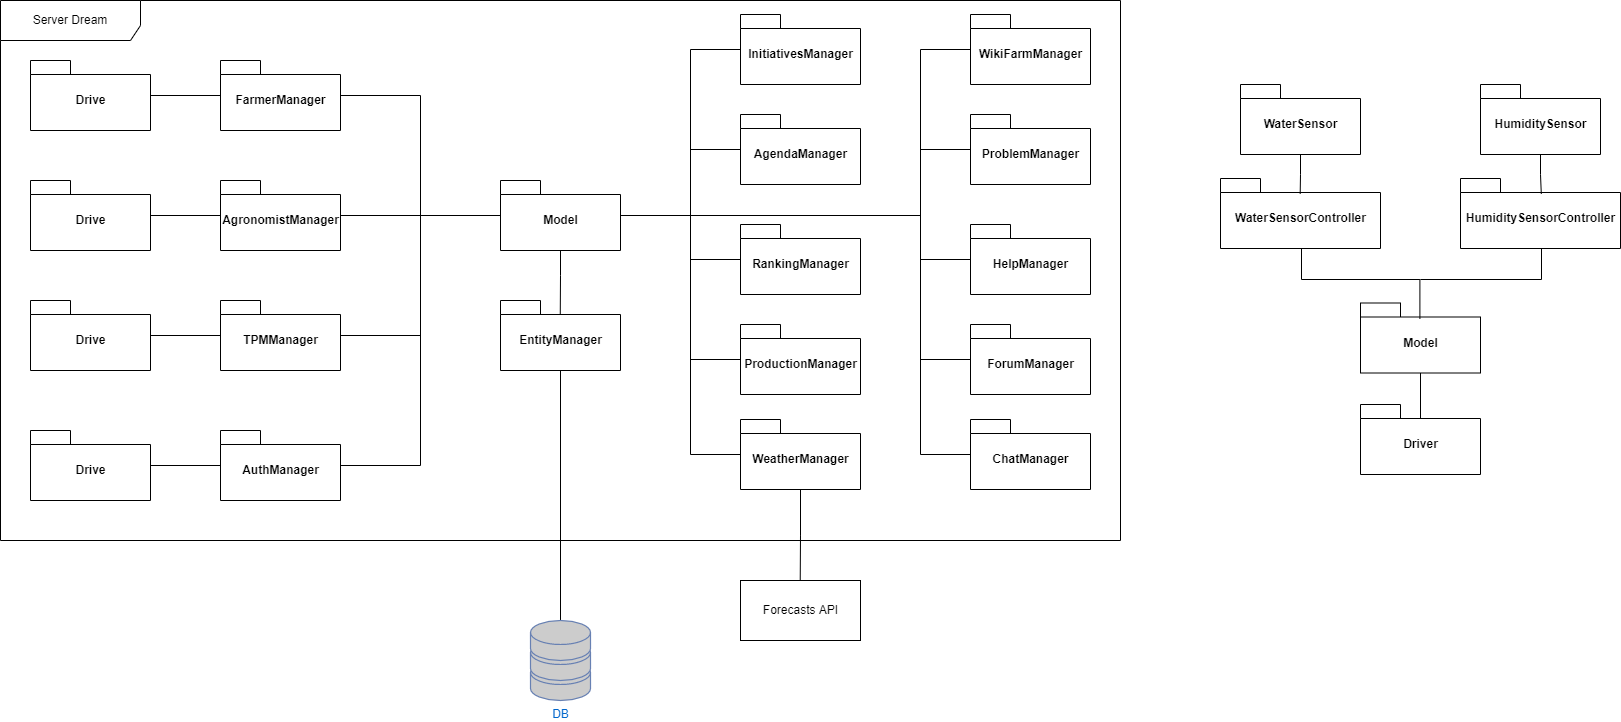 Server Dream
InitiativesManager
WikiFarmManager
Drive
FarmerManager
WaterSensor
HumiditySensor
AgendaManager
ProblemManager
Drive
AgronomistManager
Model
WaterSensorController
HumiditySensorController
RankingManager
HelpManager
Drive
TPMManager
EntityManager
Model
ProductionManager
ForumManager
Drive
AuthManager
WeatherManager
ChatManager
Driver
Forecasts API
DB